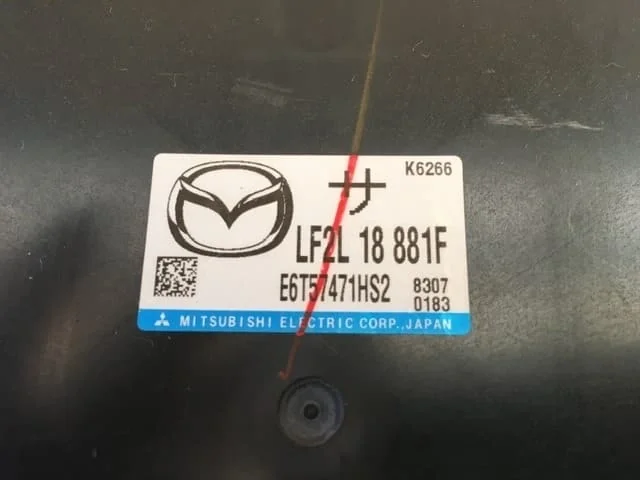 K6266
サ
LF2L 18 881F
E6T57471HS2 8307
0183
MITSUBISHI ELECTRIC CORP., JAPAN